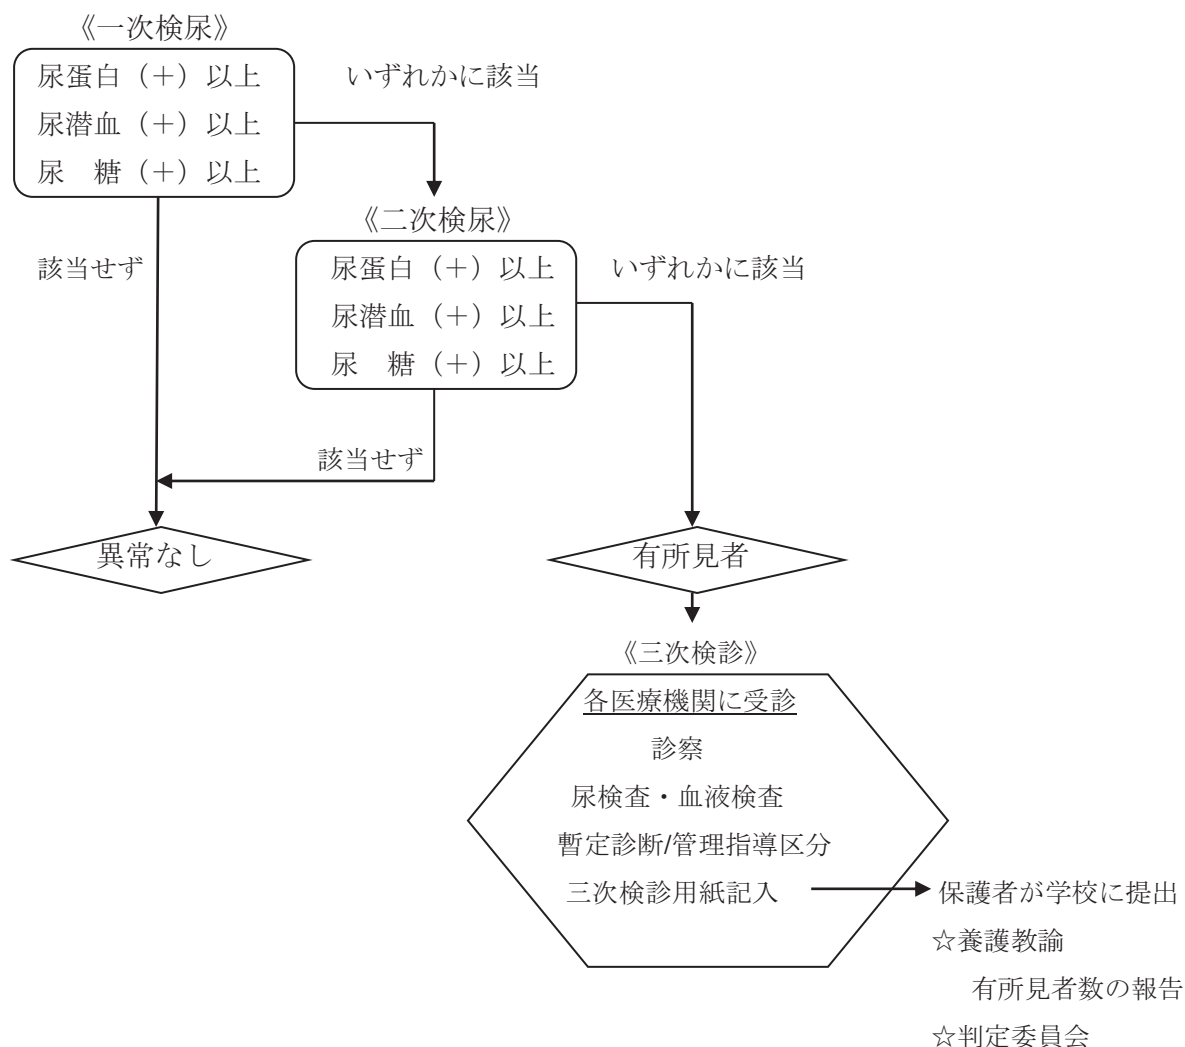 《一次検尿》
尿蛋白（＋）以上
尿潜血（＋）以上
尿　糖（＋）以上
いずれかに該当
該当せず
《二次検尿》
尿蛋白（＋）以上
尿潜血（＋）以上
尿　糖（＋）以上
いずれかに該当
該当せず
異常なし
有所見者
《三次検診》
各医療機関に受診
診察
尿検査・血液検査
暫定診断/管理指導区分
三次検診用紙記入
保護者が学校に提出
☆養護教諭
有所見者数の報告
☆判定委員会